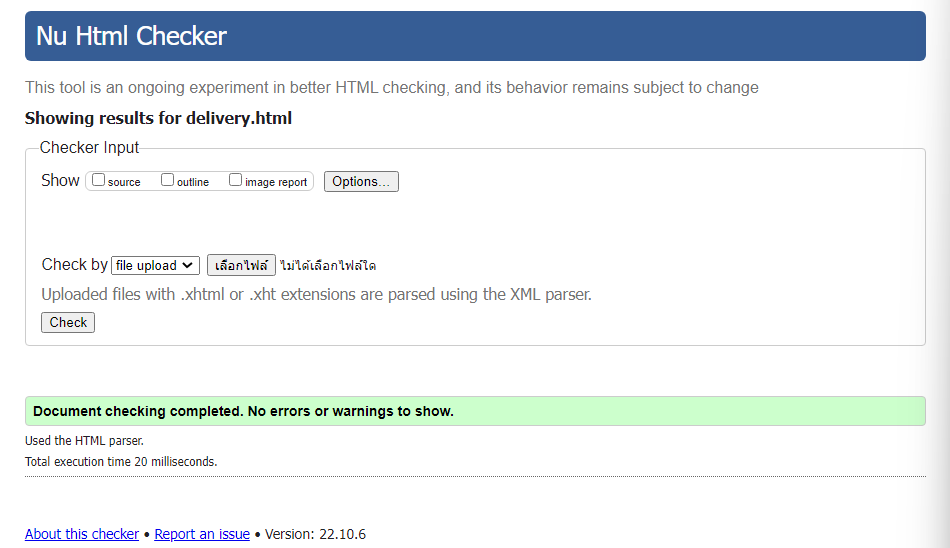 Nu Html Checker
This tool is an ongoing experiment in better HTML checking, and its behavior remains subject to change
Showing results for delivery.html
Checker Input
Show source outline image report Options...
Check by file upload เลือกไฟล์ ไม่ได้เลือกไฟล์ใด
Uploaded files with .xhtml or .xht extensions are parsed using the XML parser.
Check
Document checking completed. No errors or warnings to show.
Used the HTML parser.
Total execution time 20 milliseconds.
About this checker • Report an issue • Version: 22.10.6